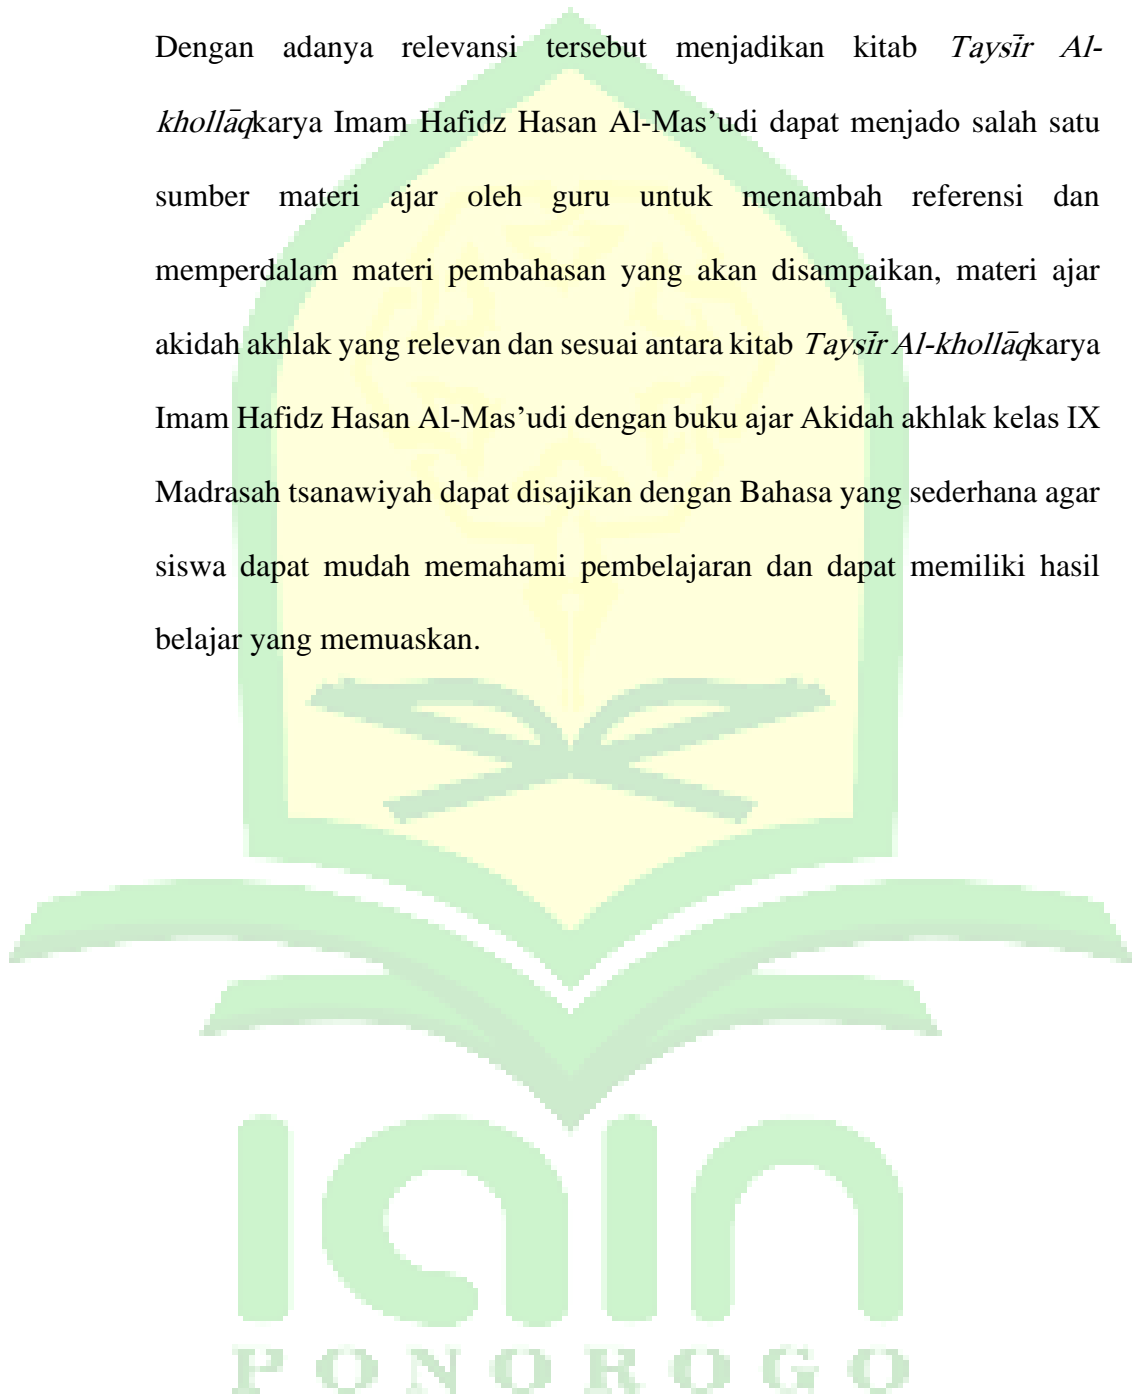 Dengan adanya relevansi tersebut menjadikan kitab Taysīr Al-
khollāqkarya Imam Hafidz Hasan Al-Mas’udi dapat menjado salah satu
sumber materi ajar oleh guru untuk menambah referensi dan
memperdalam materi pembahasan yang akan disampaikan, materi ajar
akidah akhlak yang relevan dan sesuai antara kitab Taysīr Al-khollāqkarya
Imam Hafidz Hasan Al-Mas’udi dengan buku ajar Akidah akhlak kelas IX
Madrasah tsanawiyah dapat disajikan dengan Bahasa yang sederhana agar
siswa dapat mudah memahami pembelajaran dan dapat memiliki hasil
belajar yang memuaskan.
iain
PONOROGO